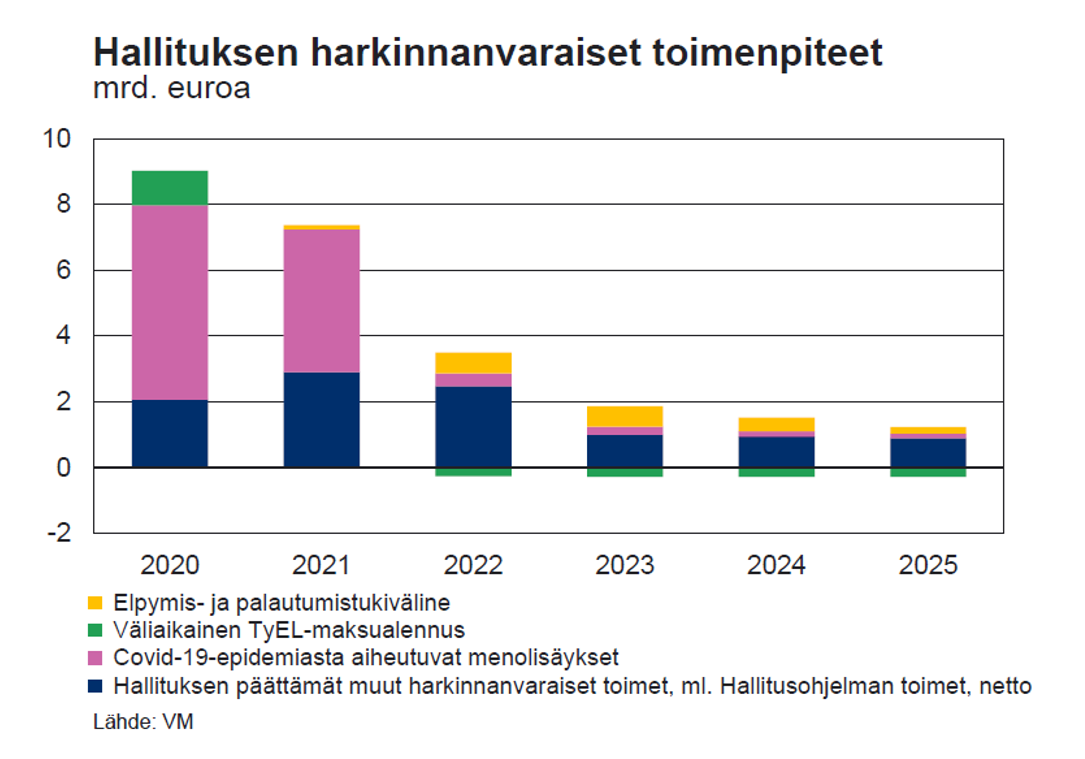 Hallituksen harkinnanvaraiset toimenpiteet
mrd. euroa
10
8
6
4
2
0
-2
2020 2021 2022 2023 2024 2025
Elpymis- ja palautumistukiväline
Väliaikainen TyEL-maksualennus
Covid-19-epidemiasta aiheutuvat menolisäykset
Hallituksen päättämät muut harkinnanvaraiset toimet, ml. Hallitusohjelman toimet, netto
Lähde: VM